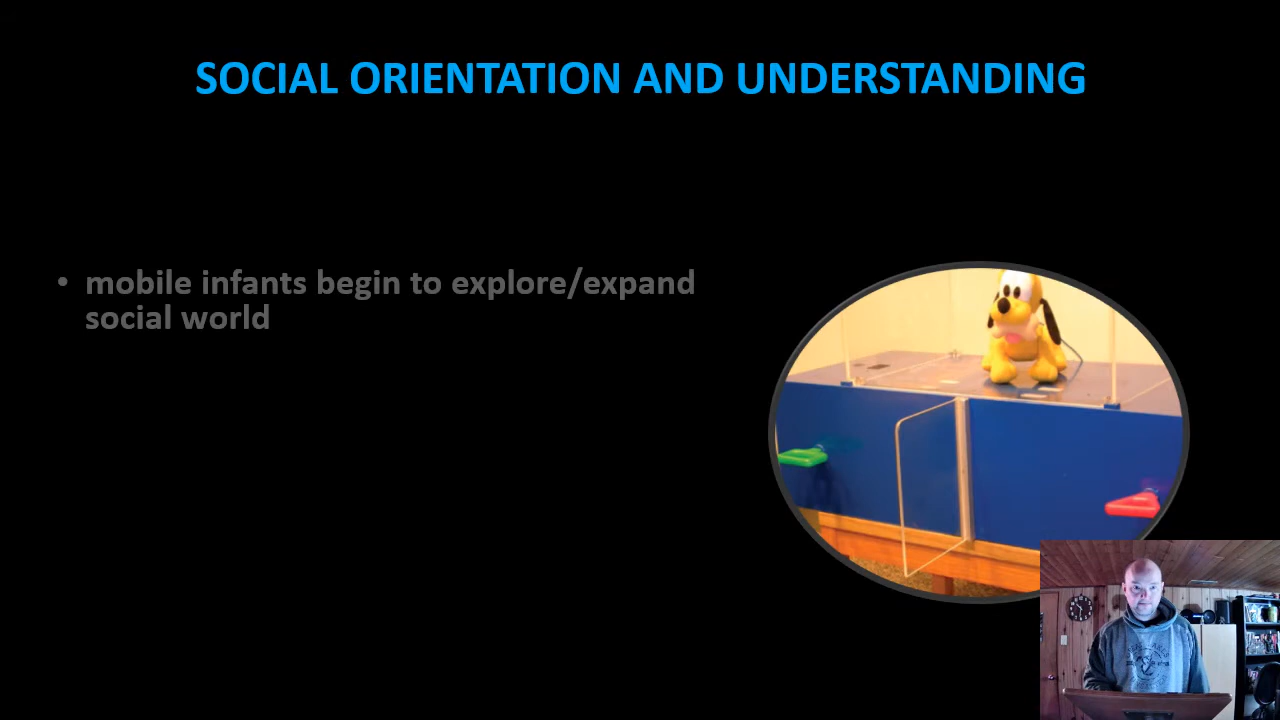 SOCIAL ORIENTATION AND UNDERSTANDING
• mobile infants begin to explore/expand
social world